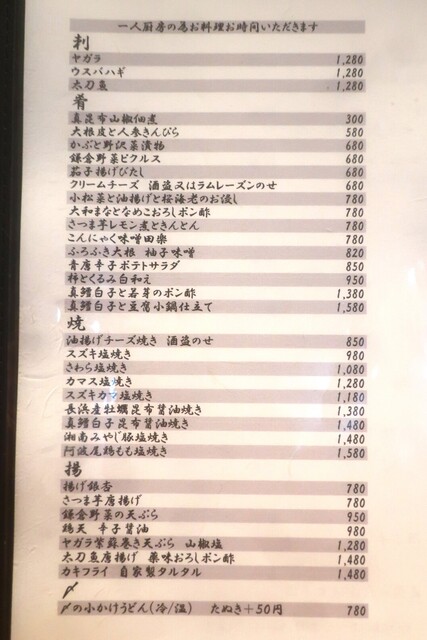 一人厨房の為お料理お時間いただきます
刺
ヤガラ 1,280
ウスバハギ 1,280
太刀魚 1,280
肴
真昆布山椒佃煮 300
大根皮と人参きんぴら 580
かぶと野沢菜漬物 680
鎌倉野菜ピクルス 680
茄子揚げびたし 680
クリームチーズ 酒盗又はラムレーズンのせ 680
小松菜と油揚げと桜海老のお浸し 780
大和まなとなめこおろしポン酢 780
さつま芋レモン煮ときんとん 780
こんにゃく味噌田楽 780
ふろふき大根 柚子味噌 820
青唐辛子ポテトサラダ 850
柿とくるみ白和え 950
真鱈白子と若芽のポン酢 1,380
真鱈白子と豆腐小鍋仕立て 1,580
焼
油揚げチーズ焼き 酒盗のせ 850
スズキ塩焼き 980
さわら塩焼き 1,080
カマス塩焼き 1,280
スズキカマ塩焼き 1,180
長浜産牡蠣昆布醤油焼き 1,380
真鱈白子昆布醤油焼き 1,480
湘南みやじ豚塩焼き 1,480
阿波尾鶏もも塩焼き 1,580
揚
揚げ銀杏 780
さつま芋唐揚げ 780
鎌倉野菜の天ぷら 950
鶏天 辛子醤油 980
ヤガラ紫蘇巻き天ぷら 山椒塩 1,280
太刀魚唐揚げ 薬味おろしポン酢 1,480
カキフライ 自家製タルタル 1,480
〆
〆の小かけうどん(冷/温) たぬき+50円 780